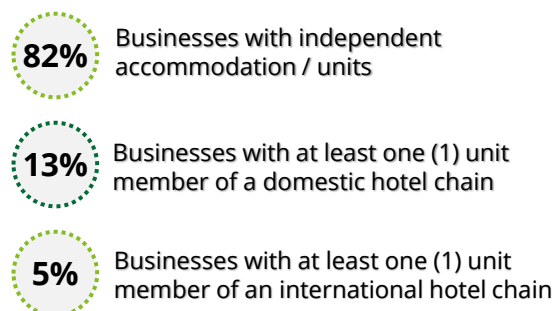 82%
Businesses with independent
accommodation / units
13%
Businesses with at least one (1) unit
member of a domestic hotel chain
5%
Businesses with at least one (1) unit
member of an international hotel chain